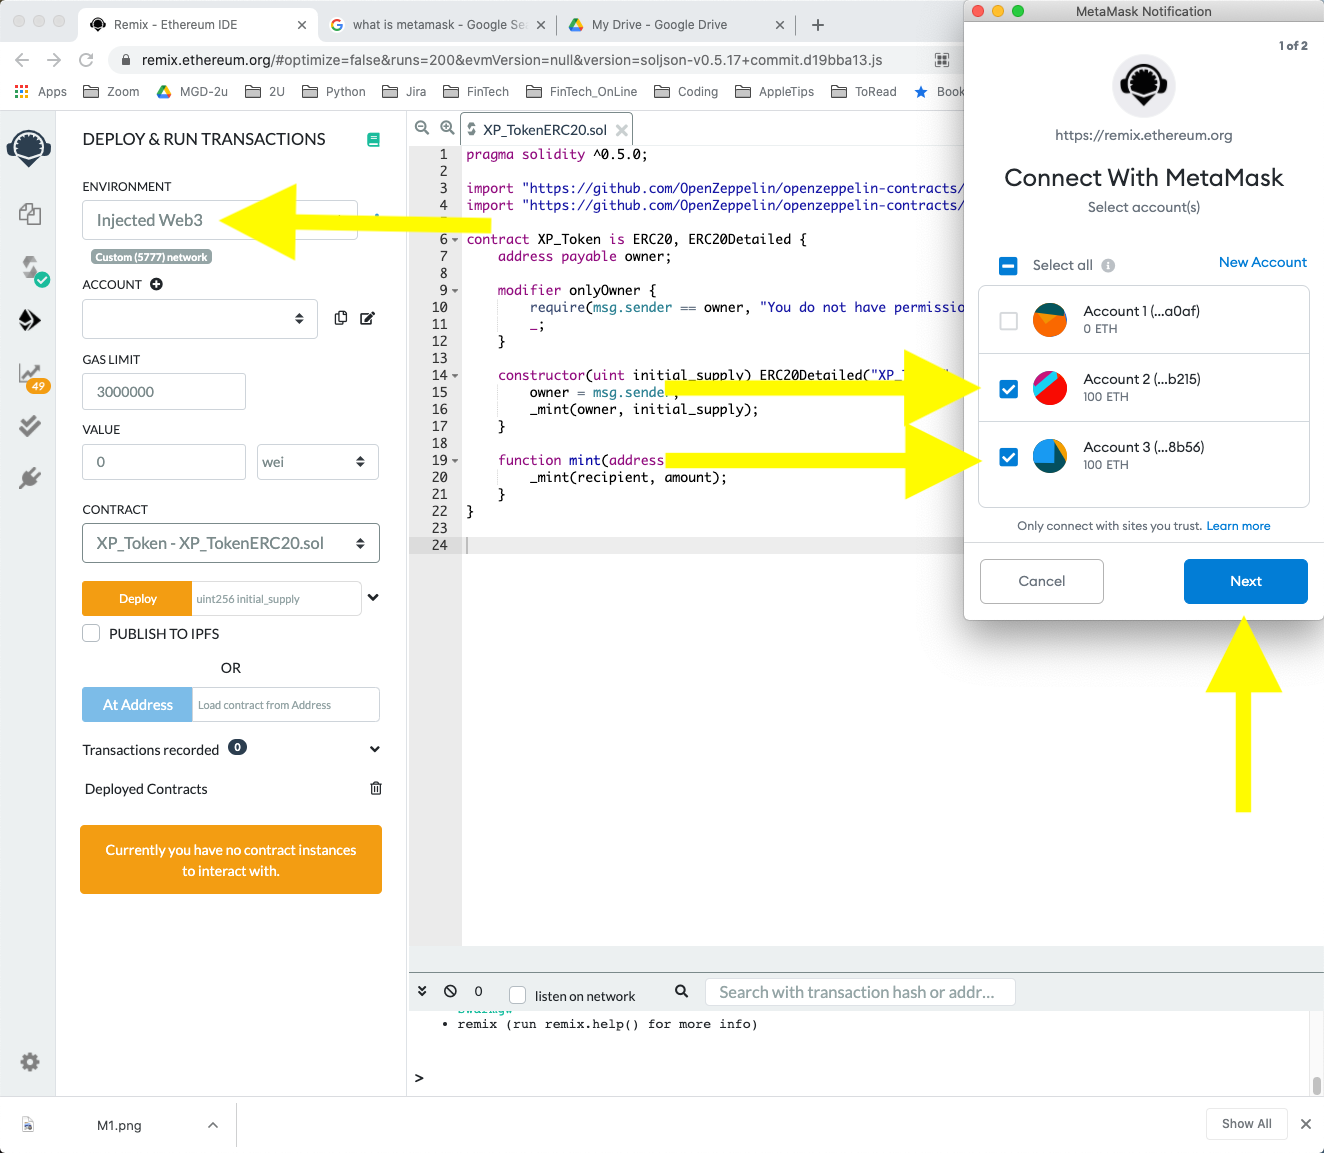 Remix - Ethereum IDE
what is metamask - Google Se
My Drive - Google Drive
remix.ethereum.org/#optimize=false&runs=200&evmVersion=null&version=soljson-v0.5.17+commit.d19bba13.js
Apps
Zoom
MGD-2u
2U
Python
Jira
FinTech
FinTech_OnLine
Coding
AppleTips
ToRead
Book
DEPLOY & RUN TRANSACTIONS
ENVIRONMENT
Injected Web3
Custom (5777) network
ACCOUNT
GAS LIMIT
3000000
VALUE
0
wei
CONTRACT
XP_Token - XP_TokenERC20.sol
Deploy
uint256 initial_supply
PUBLISH TO IPFS
OR
At Address
Load contract from Address
Transactions recorded 0
Deployed Contracts
Currently you have no contract instances
to interact with.
49
XP_TokenERC20.sol
1 pragma solidity ^0.5.0;
2
3 import "https://github.com/OpenZeppelin/openzeppelin-contracts/
4 import "https://github.com/OpenZeppelin/openzeppelin-contracts/
6 contract XP_Token is ERC20, ERC20Detailed {
7 address payable owner;
8
9 modifier onlyOwner {
10 require(msg.sender == owner, "You do not have permissio
11 _;
12 }
13
14 constructor(uint initial_supply) ERC20Detailed("XP_
15 owner = msg.sender;
16 _mint(owner, initial_supply);
17 }
18
19 function mint(address
20 _mint(recipient, amount);
21 }
22 }
23
24
0
listen on network
Search with transaction hash or addr...
remix (run remix.help() for more info)
>
MetaMask Notification
1 of 2
https://remix.ethereum.org
Connect With MetaMask
Select account(s)
Select all
New Account
Account 1 (...a0af)
0 ETH
Account 2 (...b215)
100 ETH
Account 3 (...8b56)
100 ETH
Only connect with sites you trust. Learn more
Cancel
Next
M1.png
Show All